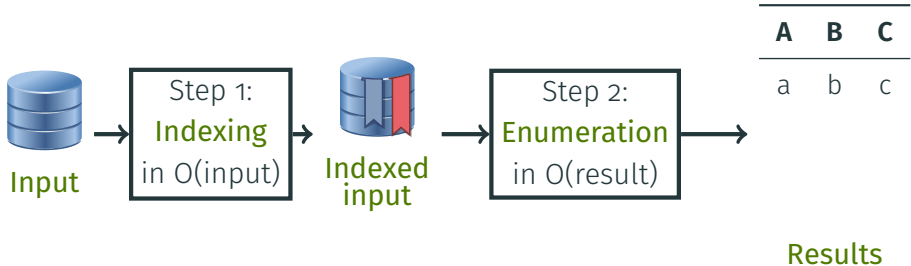 A B C
a b c
Step 1:
Indexing
in O(input)
Step 2:
Enumeration
in O(result)
Input
Indexed
input
Results